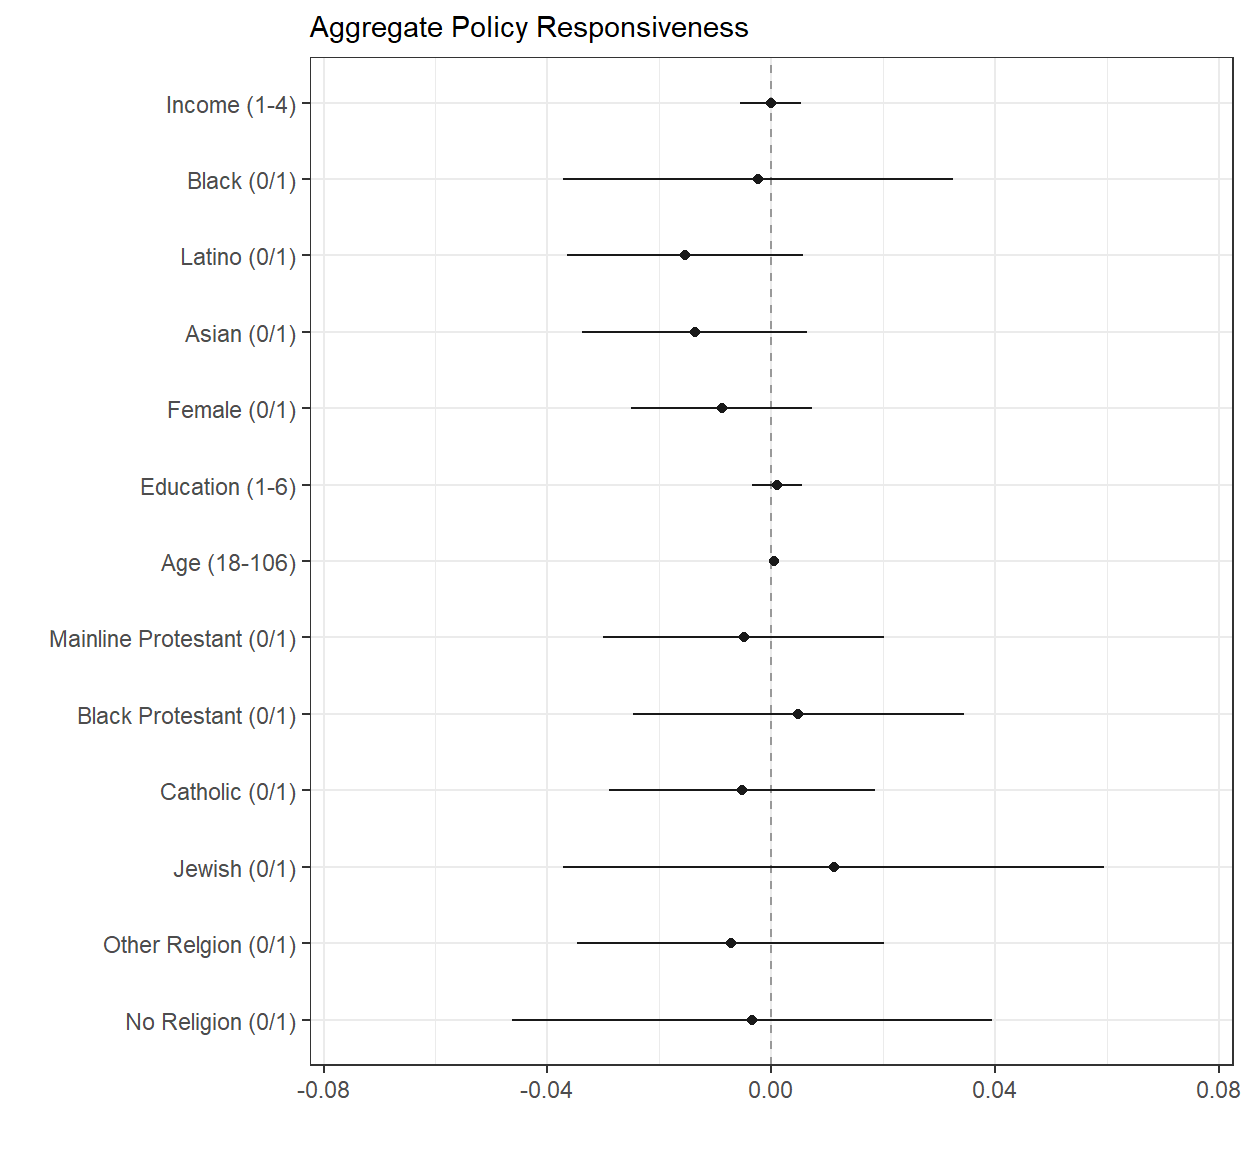 Aggregate Policy Responsiveness
Income (1-4)
Black (0/1)
Latino (0/1)
Asian (0/1)
Female (0/1)
Education (1-6)
Age (18-106)
Mainline Protestant (0/1)
Black Protestant (0/1)
Catholic (0/1)
Jewish (0/1)
Other Relgion (0/1)
No Religion (0/1)
-0.08 -0.04 0.00 0.04 0.08